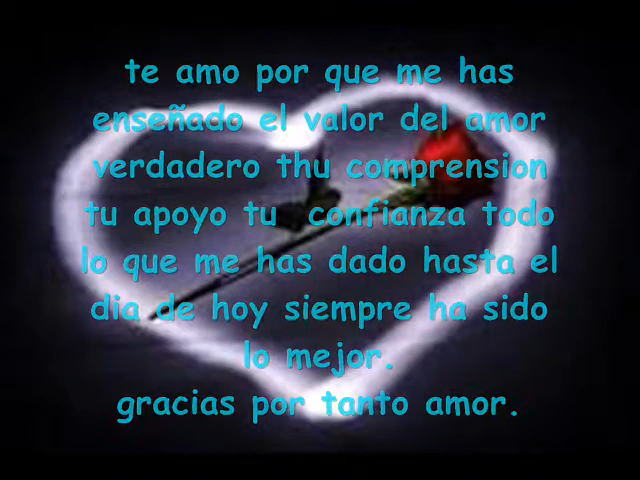 te amo por que me has
enseñado el valor del amor
verdadero thu comprension
tu apoyo tu confianza todo
lo que me has dado hasta el
dia de hoy siempre ha sido
lo mejor.
gracias por tanto amor.